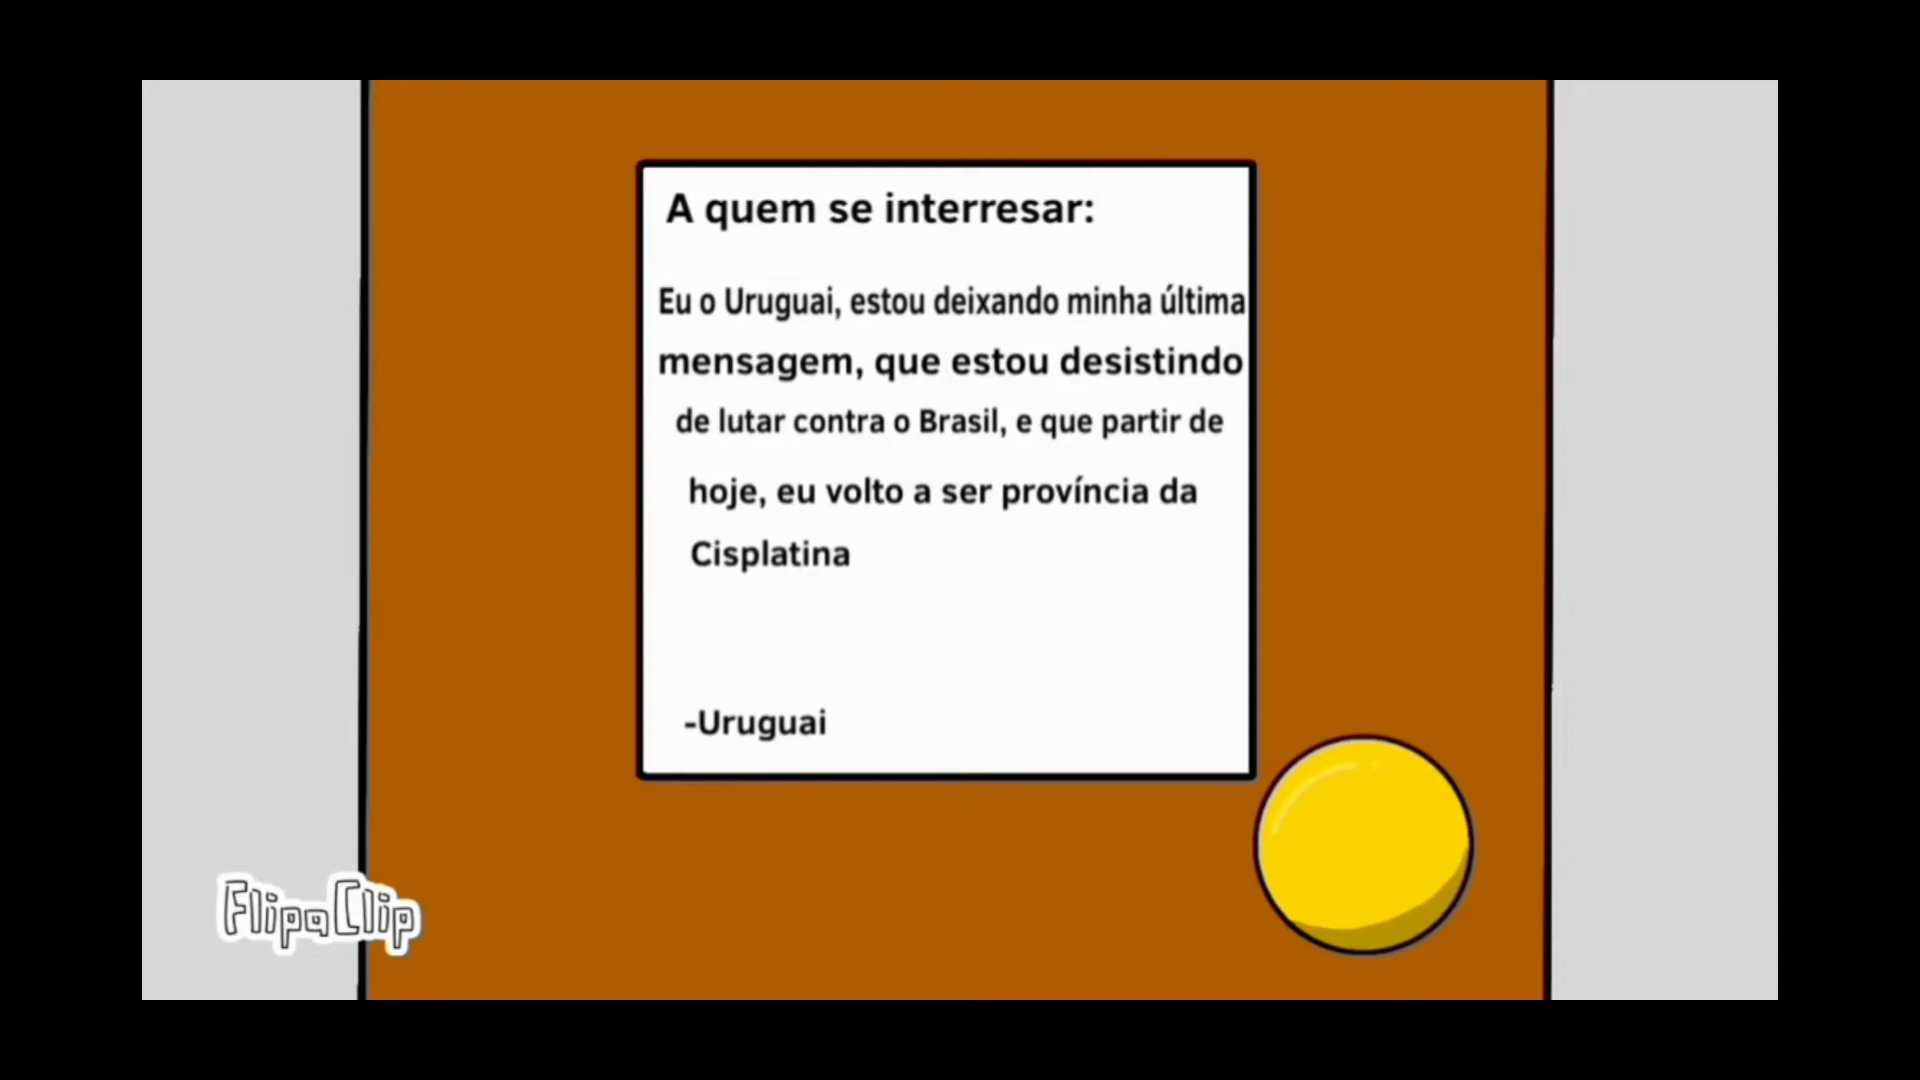 A quem se interresar:
Eu o Uruguai, estou deixando minha última
mensagem, que estou desistindo
de lutar contra o Brasil, e que partir de
hoje, eu volto a ser província da
Cisplatina
-Uruguai
FlipaClip